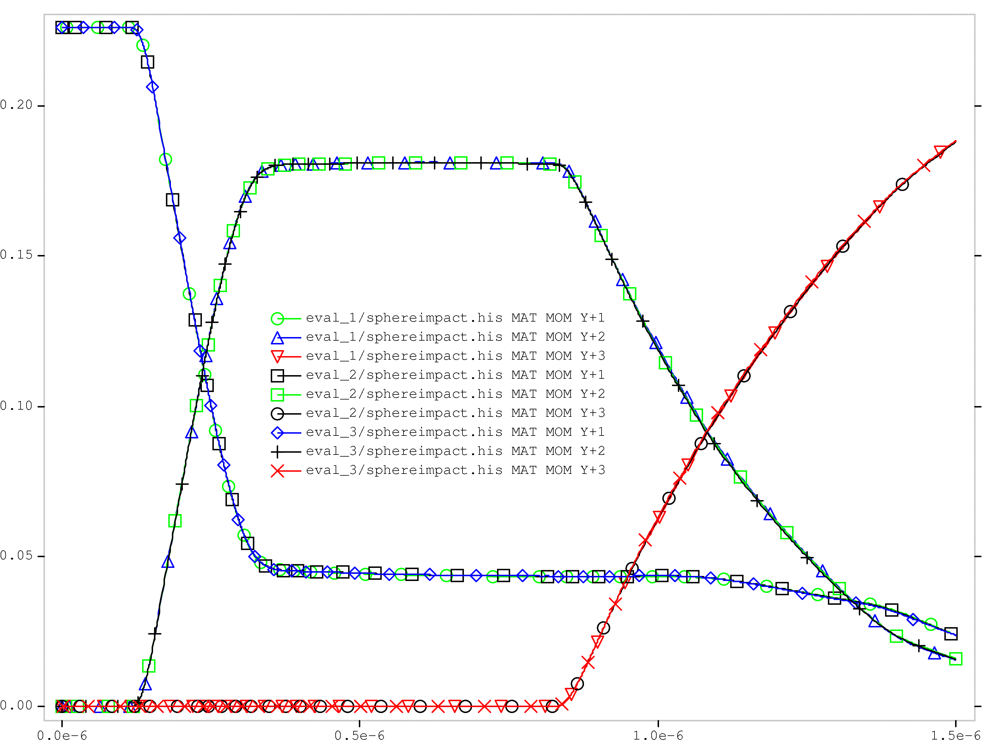 0.20
0.15
eval_1/sphereimpact.his MAT MOM Y+1
eval_1/sphereimpact.his MAT MOM Y+2
eval_1/sphereimpact.his MAT MOM Y+3
eval_2/sphereimpact.his MAT MOM Y+1
eval_2/sphereimpact.his MAT MOM Y+2
0.10
eval_2/sphereimpact.his MAT MOM Y+3
eval_3/sphereimpact.his MAT MOM Y+1
eval_3/sphereimpact.his MAT MOM Y+2
eval_3/sphereimpact.his MAT MOM Y+3
0.05
0.00
0.0e-6 0.5e-6 1.0e-6 1.5e-6